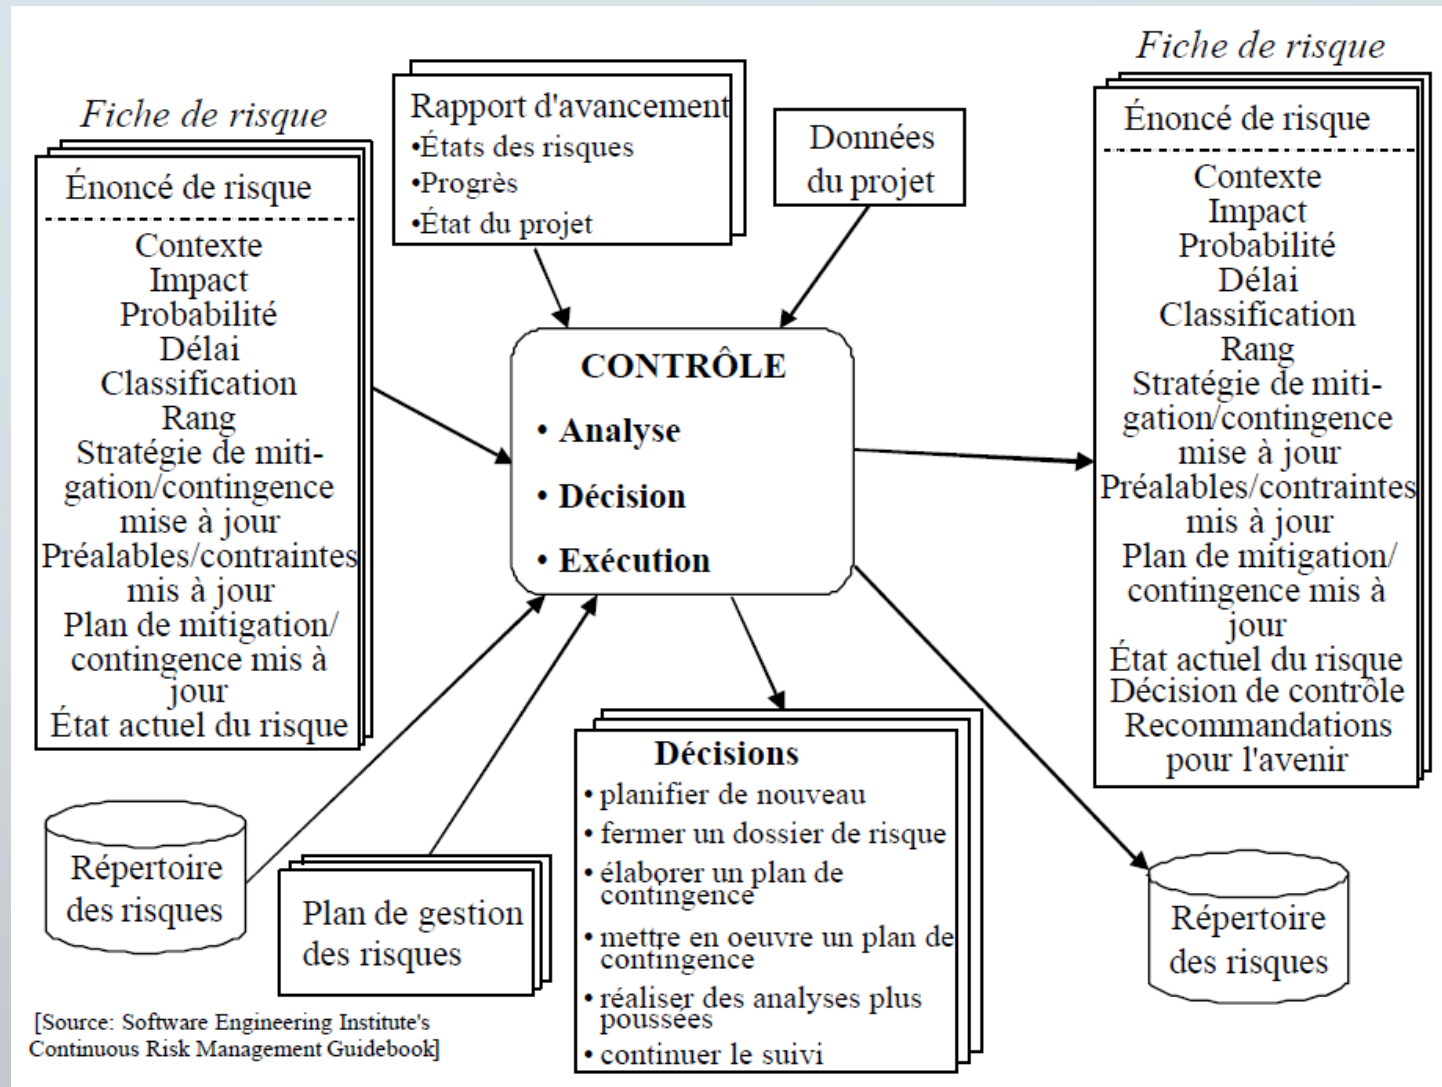 Fiche de risque
Énoncé de risque
Contexte
Impact
Probabilité
Délai
Classification
Rang
Stratégie de miti-
gation/contingence
mise à jour
Préalables/contraintes
mis à jour
Plan de mitigation/
contingence mis à
jour
État actuel du risque
Rapport d'avancement
•États des risques
•Progrès
•État du projet
Données
du projet
CONTRÔLE
• Analyse
• Décision
• Exécution
Fiche de risque
Énoncé de risque
Contexte
Impact
Probabilité
Délai
Classification
Rang
Stratégie de miti-
gation/contingence
mise à jour
Préalables/contraintes
mis à jour
Plan de mitigation/
contingence mis à
jour
État actuel du risque
Décision de contrôle
Recommandations
pour l'avenir
Répertoire
des risques
Plan de gestion
des risques
Décisions
• planifier de nouveau
• fermer un dossier de risque
• élaborer un plan de
contingence
• mettre en oeuvre un plan de
contingence
• réaliser des analyses plus
poussées
• continuer le suivi
Répertoire
des risques
[Source: Software Engineering Institute's
Continuous Risk Management Guidebook]